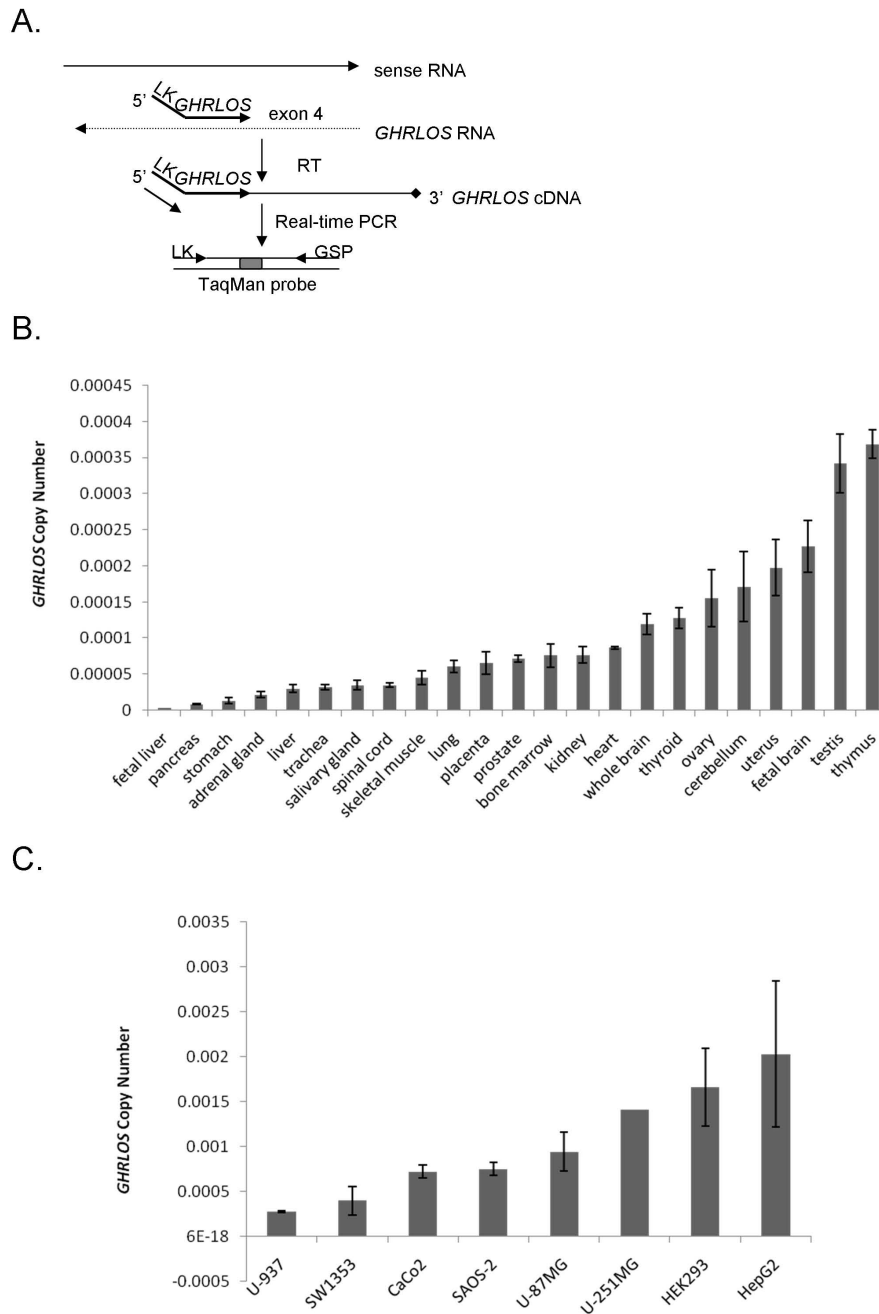 A.
sense RNA
5' LK GHRLOS exon 4
GHRLOS RNA
RT
5' LK GHRLOS
3' GHRLOS cDNA
Real-time PCR
LK GSP
TaqMan probe
B.
GHRLOS Copy Number
0.00045
0.0004
0.00035
0.0003
0.00025
0.0002
0.00015
0.0001
0.00005
0
fetal liver
pancreas
stomach
adrenal gland
liver
trachea
salivary gland
spinal cord
skeletal muscle
lung
placenta
prostate
bone marrow
kidney
heart
whole brain
thyroid
ovary
cerebellum
uterus
fetal brain
testis
thymus
C.
GHRLOS Copy Number
0.0035
0.003
0.0025
0.002
0.0015
0.001
0.0005
6E-18
-0.0005
U-937
SW1353
CaCo2
SAOS-2
U-87MG
U-251MG
HEK293
HepG2